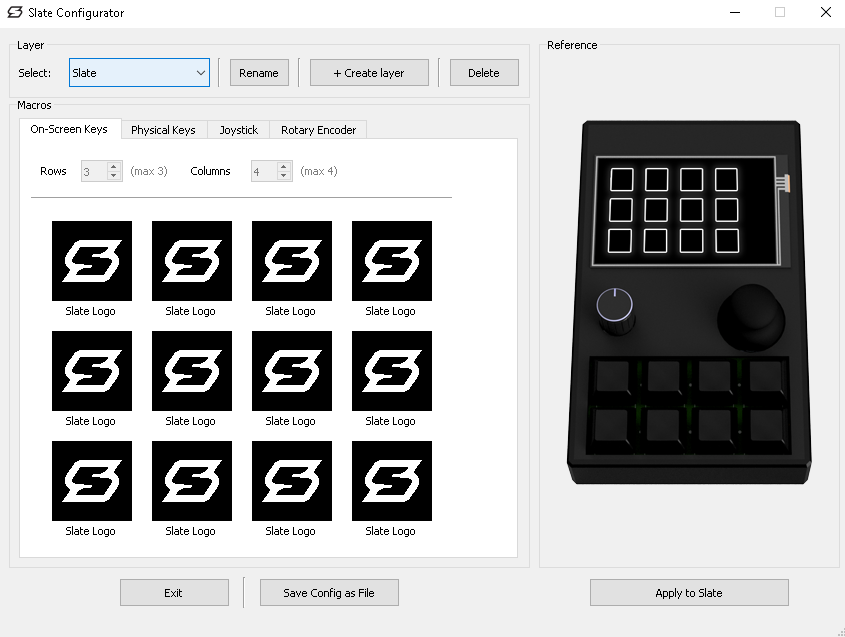 Slate Configurator
Layer
Select: Slate Rename + Create layer Delete
Macros
On-Screen Keys Physical Keys Joystick Rotary Encoder
Rows 3 (max 3) Columns 4 (max 4)
Slate Logo Slate Logo Slate Logo Slate Logo
Slate Logo Slate Logo Slate Logo Slate Logo
Slate Logo Slate Logo Slate Logo Slate Logo
Exit Save Config as File
Reference
Apply to Slate